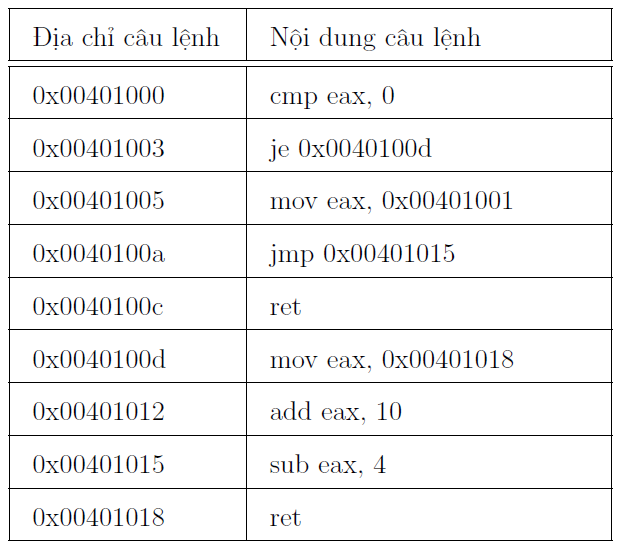 Địa chỉ câu lệnh Nội dung câu lệnh
0x00401000 cmp eax, 0
0x00401003 je 0x0040100d
0x00401005 mov eax, 0x00401001
0x0040100a jmp 0x00401015
0x0040100c ret
0x0040100d mov eax, 0x00401018
0x00401012 add eax, 10
0x00401015 sub eax, 4
0x00401018 ret